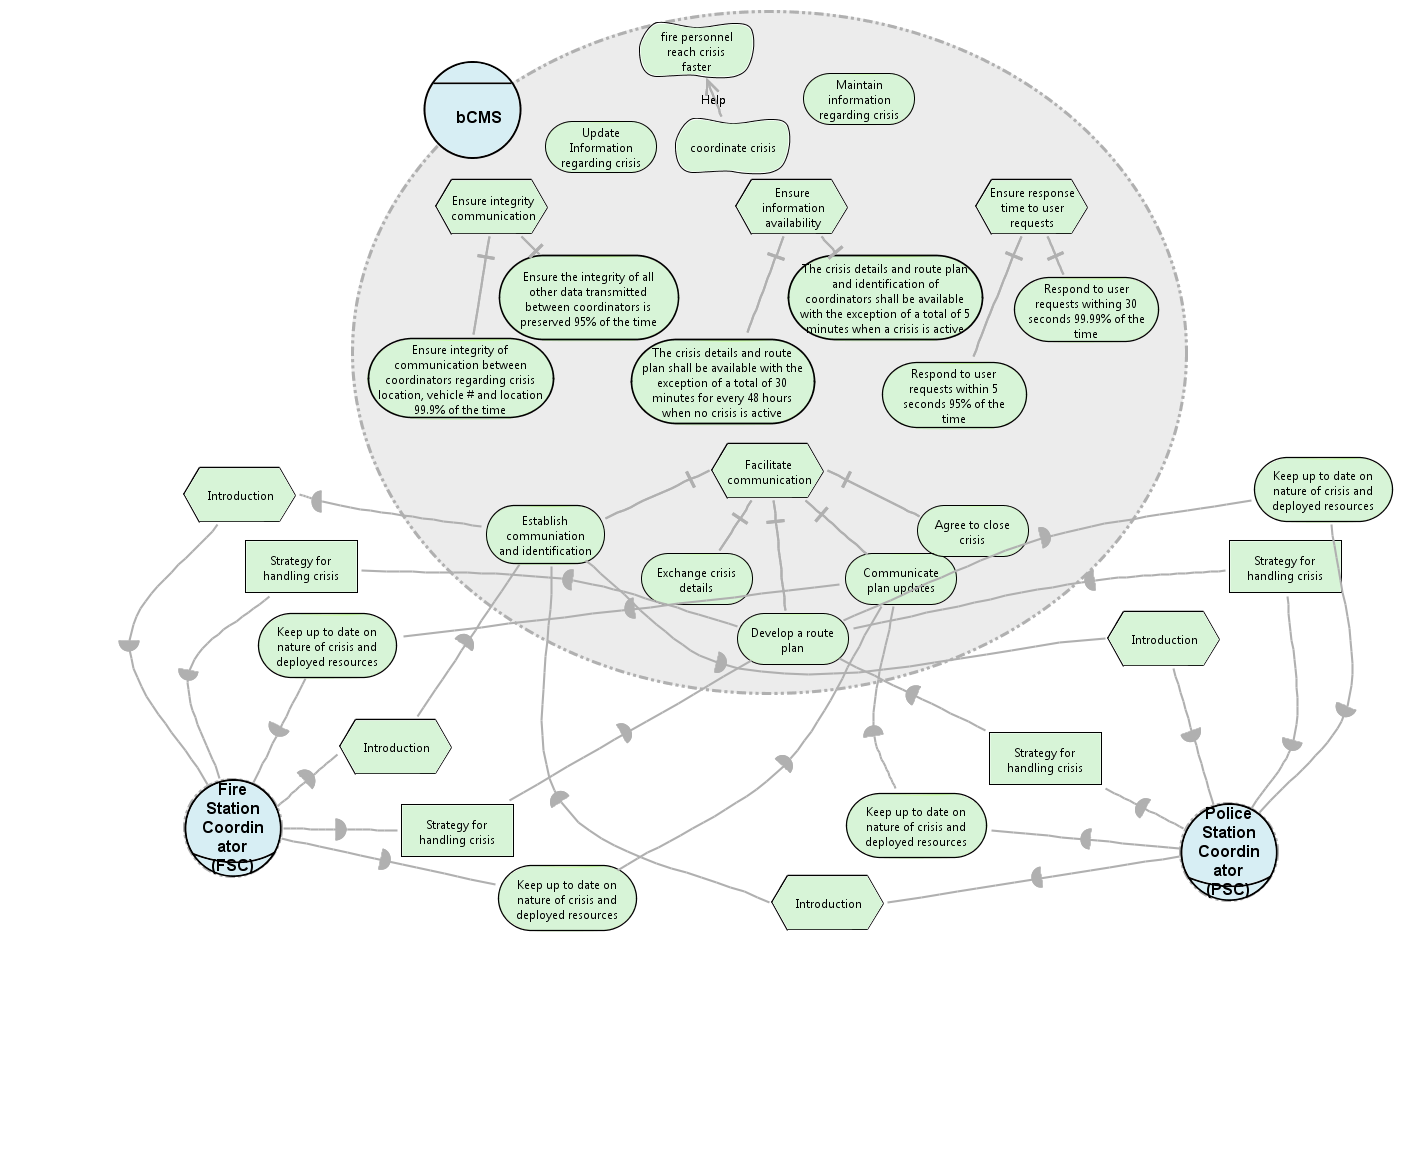 fire personnel
reach crisis
faster
Help
Maintain
information
regarding crisis
bCMS
Update
Information
regarding crisis
coordinate crisis
Ensure integrity
communication
Ensure
information
availability
Ensure response
time to user
requests
Ensure the integrity of all
other data transmitted
between coordinators is
preserved 95% of the time
The crisis details and route plan
and identification of
coordinators shall be available
with the exception of a total of 5
minutes when a crisis is active
Respond to user
requests withing 30
seconds 99.99% of the
time
Ensure integrity of
communication between
coordinators regarding crisis
location, vehicle # and location
99.9% of the time
The crisis details and route
plan shall be available with the
exception of a total of 30
minutes for every 48 hours
when no crisis is active
Respond to user
requests within 5
seconds 95% of the
time
Facilitate
communication
Introduction
Keep up to date on
nature of crisis and
deployed resources
Establish
communiation
and identification
Agree to close
crisis
Strategy for
handling crisis
Exchange crisis
details
Communicate
plan updates
Strategy for
handling crisis
Keep up to date on
nature of crisis and
deployed resources
Develop a route
plan
Introduction
Introduction
Strategy for
handling crisis
Fire
Station
Coordin
ator
(FSC)
Strategy for
handling crisis
Keep up to date on
nature of crisis and
deployed resources
Police
Station
Coordin
ator
(PSC)
Keep up to date on
nature of crisis and
deployed resources
Introduction